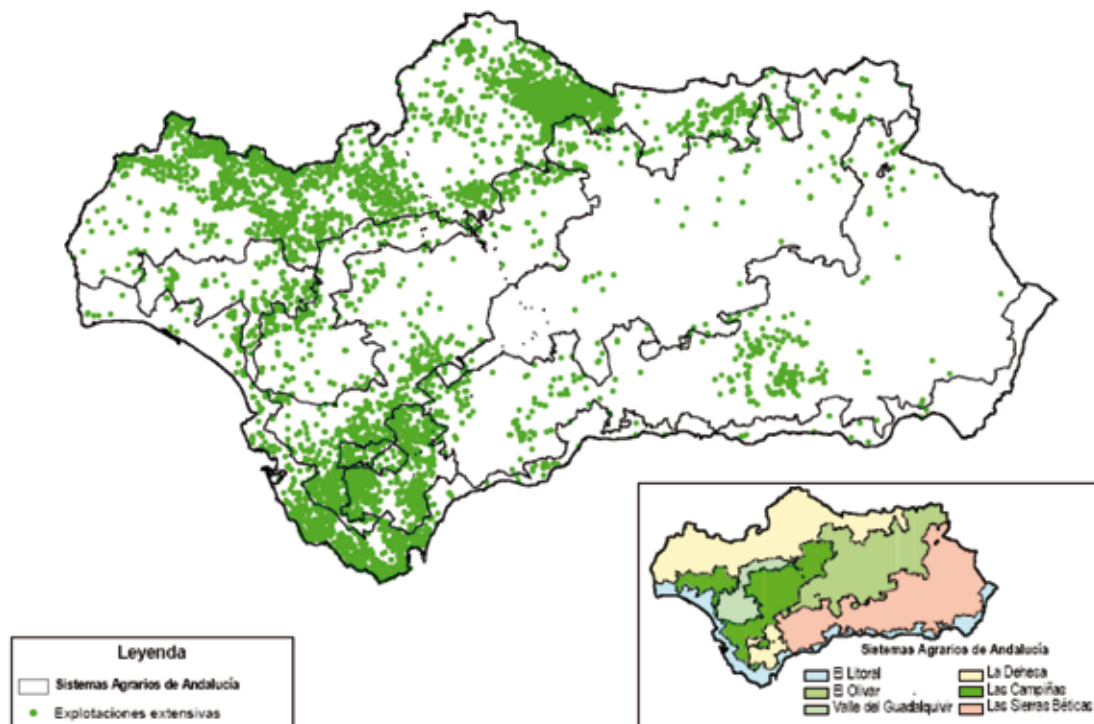 Leyenda
Sistemas Agrarios de Andalucía
Explotaciones extensivas
Sistemas Agrarios de Andalucía
El Litoral
La Dehesa
El Olivar
Las Campiñas
Valle del Guadalquivir
Las Sierras Béticas